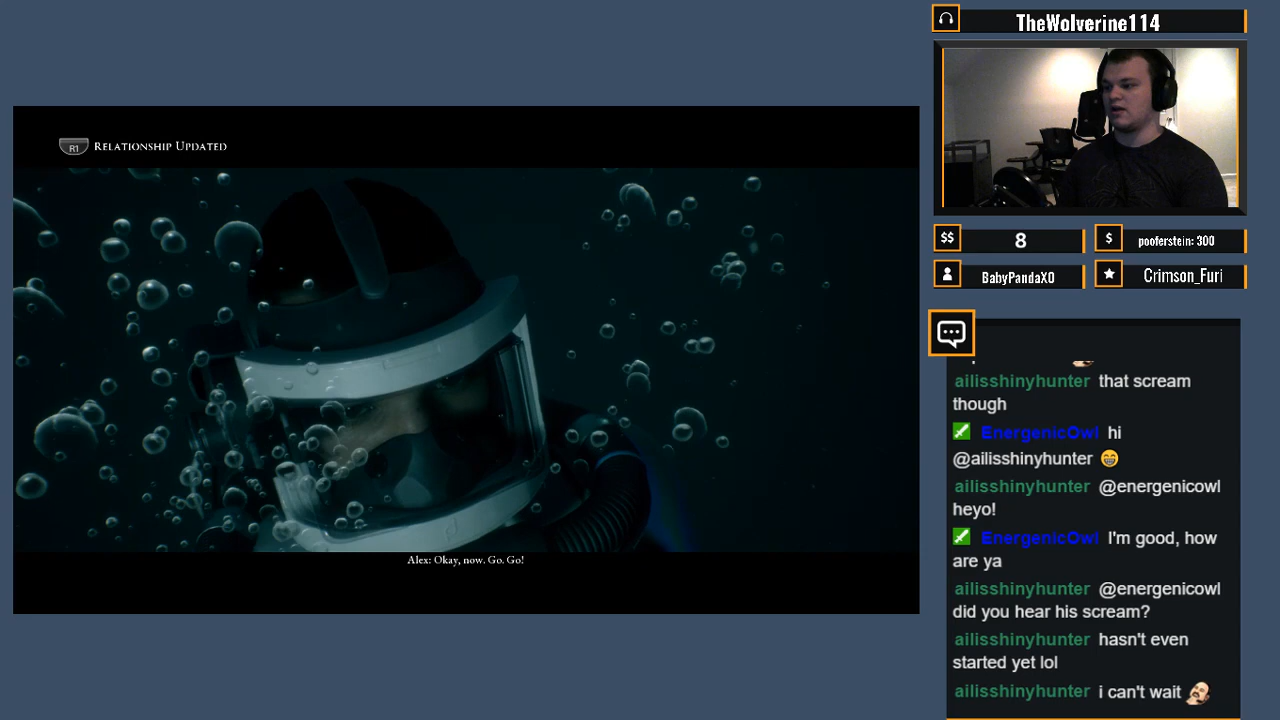 TheWolverine114
R1 RELATIONSHIP UPDATED
Alex: Okay, now. Go. Go!
$$ 8
$ pooferstein: 300
BabyPandaXO
Crimson_Furi
ailisshinyhunter that scream
though
EnergenicOwl hi
@ailisshinyhunter 😁
ailisshinyhunter @energenicowl
heyo!
EnergenicOwl I'm good, how
are ya
ailisshinyhunter @energenicowl
did you hear his scream?
ailisshinyhunter hasn't even
started yet lol
ailisshinyhunter i can't wait